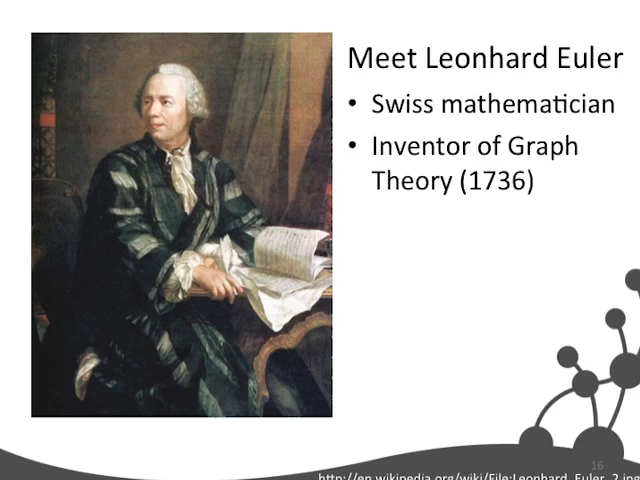 Meet Leonhard Euler
• Swiss mathematician
• Inventor of Graph
Theory (1736)
16
http://en.wikipedia.org/wiki/File:Leonhard_Euler_2.jpg